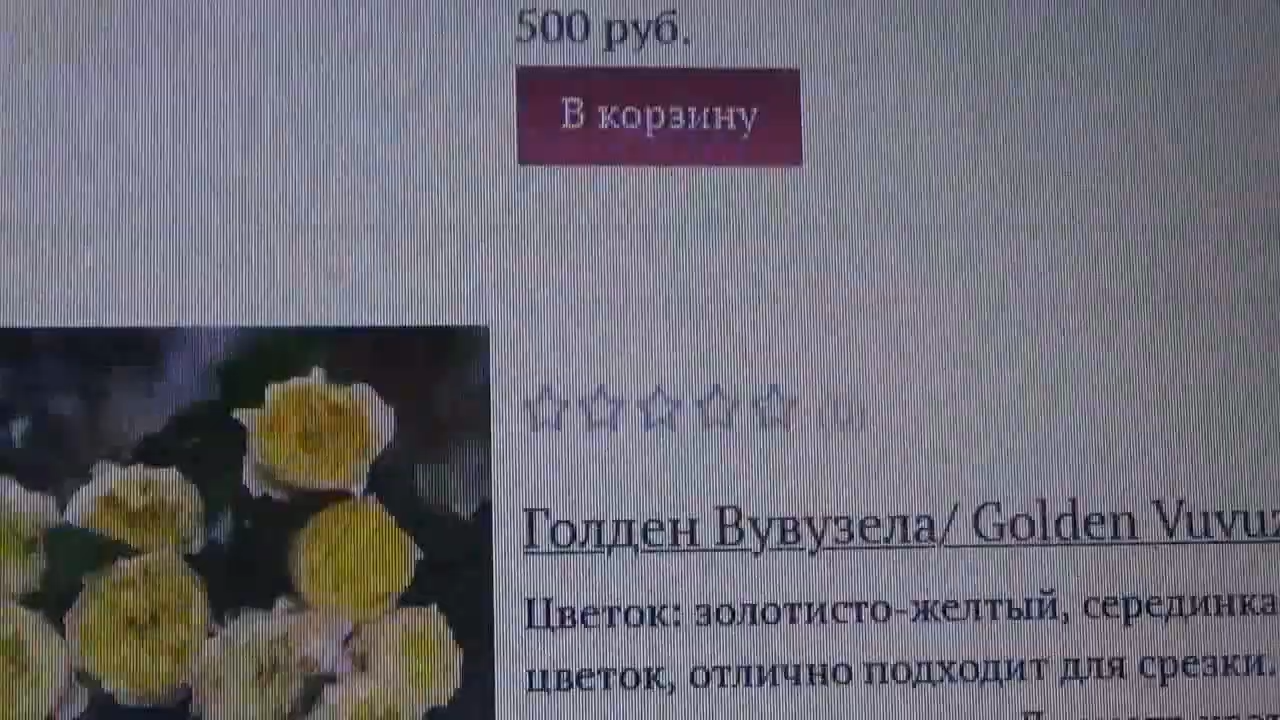 500 руб.
В корзину
Голден Вувузела/ Golden
Цветок: золотисто-желтый, серединка
цветок, отлично подходит для срезки.